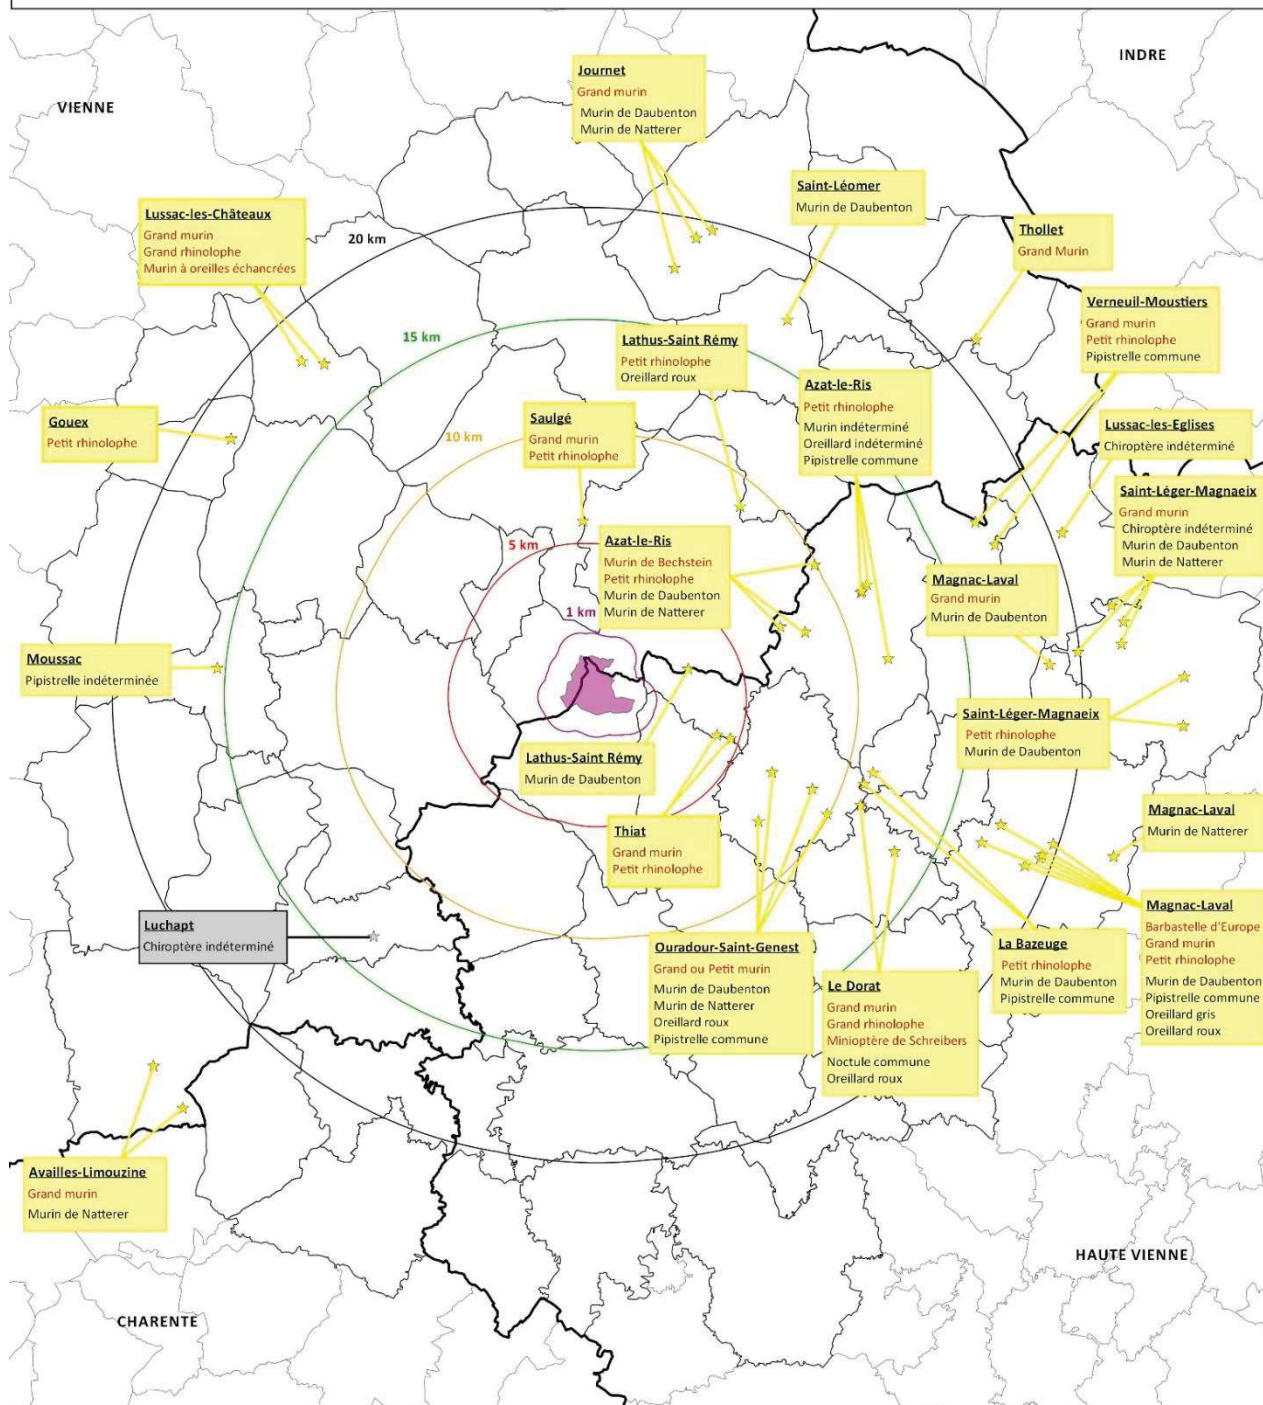 INDRE
VIENNE
Journet
Grand murin
Murin de Daubenton
Murin de Natterer
Saint-Léomer
Murin de Daubenton
Lussac-les-Châteaux
Grand murin
Grand rhinolophe
Murin à oreilles échancrées
20 km
Thollet
Grand Murin
Verneuil-Moustiers
Grand murin
Petit rhinolophe
Pipistrelle commune
15 km
Lathus-Saint Rémy
Petit rhinolophe
Oreillard roux
Azat-le-Ris
Petit rhinolophe
Murin indéterminé
Oreillard indéterminé
Pipistrelle commune
Gouex
Petit rhinolophe
Saulgé
Grand murin
Petit rhinolophe
10 km
Lussac-les-Eglises
Chiroptère indéterminé
Saint-Léger-Magnaeix
Grand murin
Chiroptère indéterminé
Murin de Daubenton
Murin de Natterer
5 km
Azat-le-Ris
Murin de Bechstein
Petit rhinolophe
Murin de Daubenton
Murin de Natterer
Magnac-Laval
Grand murin
Murin de Daubenton
1 km
Moussac
Pipistrelle indéterminée
Saint-Léger-Magnaeix
Petit rhinolophe
Murin de Daubenton
Lathus-Saint Rémy
Murin de Daubenton
Magnac-Laval
Murin de Natterer
Thiat
Grand murin
Petit rhinolophe
Luchapt
Chiroptère indéterminé
Ouradour-Saint-Genest
Grand ou Petit murin
Murin de Daubenton
Murin de Natterer
Oreillard roux
Pipistrelle commune
La Bazeuge
Petit rhinolophe
Murin de Daubenton
Pipistrelle commune
Magnac-Laval
Barbastelle d'Europe
Grand murin
Petit rhinolophe
Murin de Daubenton
Pipistrelle commune
Oreillard gris
Oreillard roux
Le Dorat
Grand murin
Grand rhinolophe
Minioptère de Schreibers
Noctule commune
Oreillard roux
Availles-Limouzine
Grand murin
Murin de Natterer
HAUTE VIENNE
CHARENTE